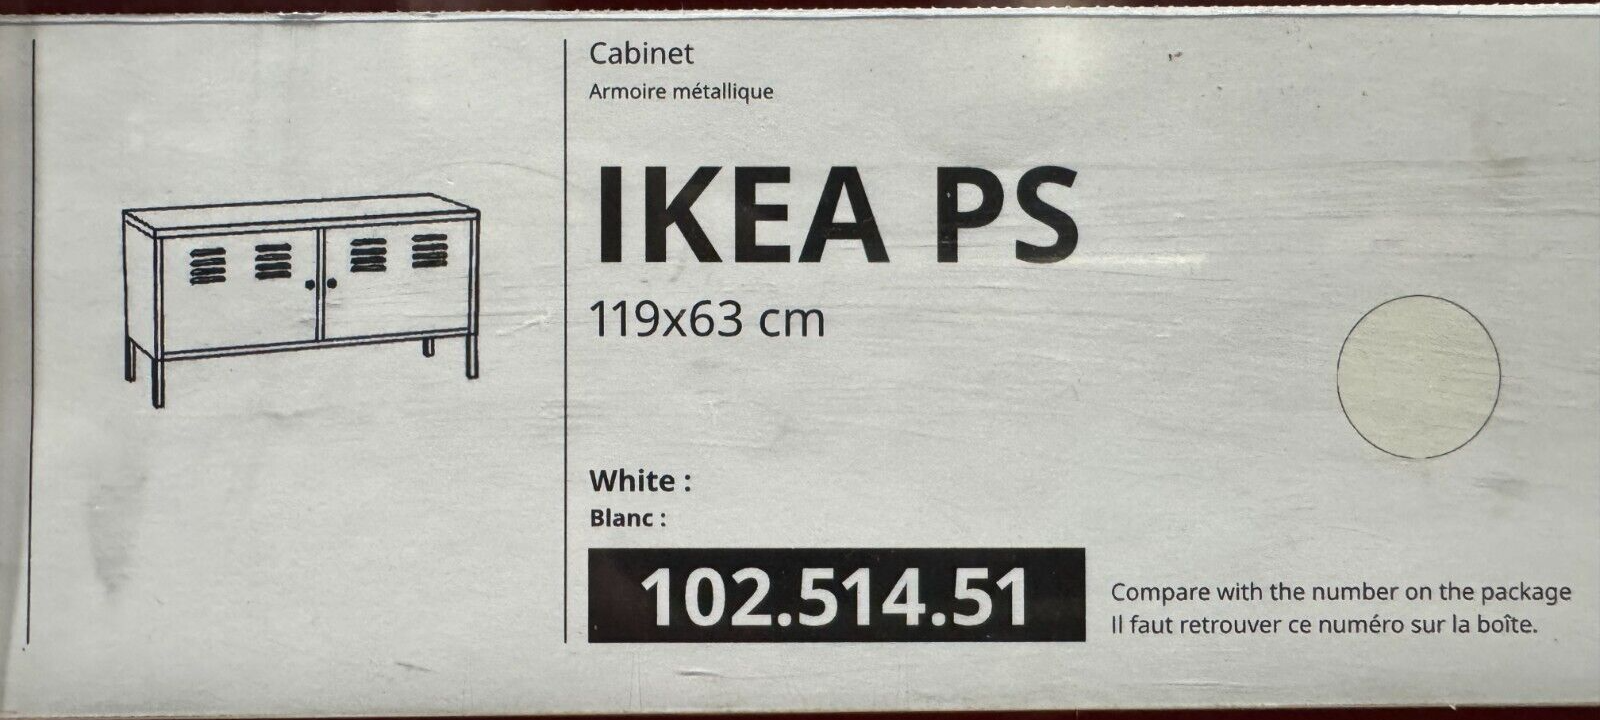 Cabinet
Armoire métallique
IKEA PS
119x63 cm
White :
Blanc :
102.514.51
Compare with the number on the package
Il faut retrouver ce numéro sur la boîte.